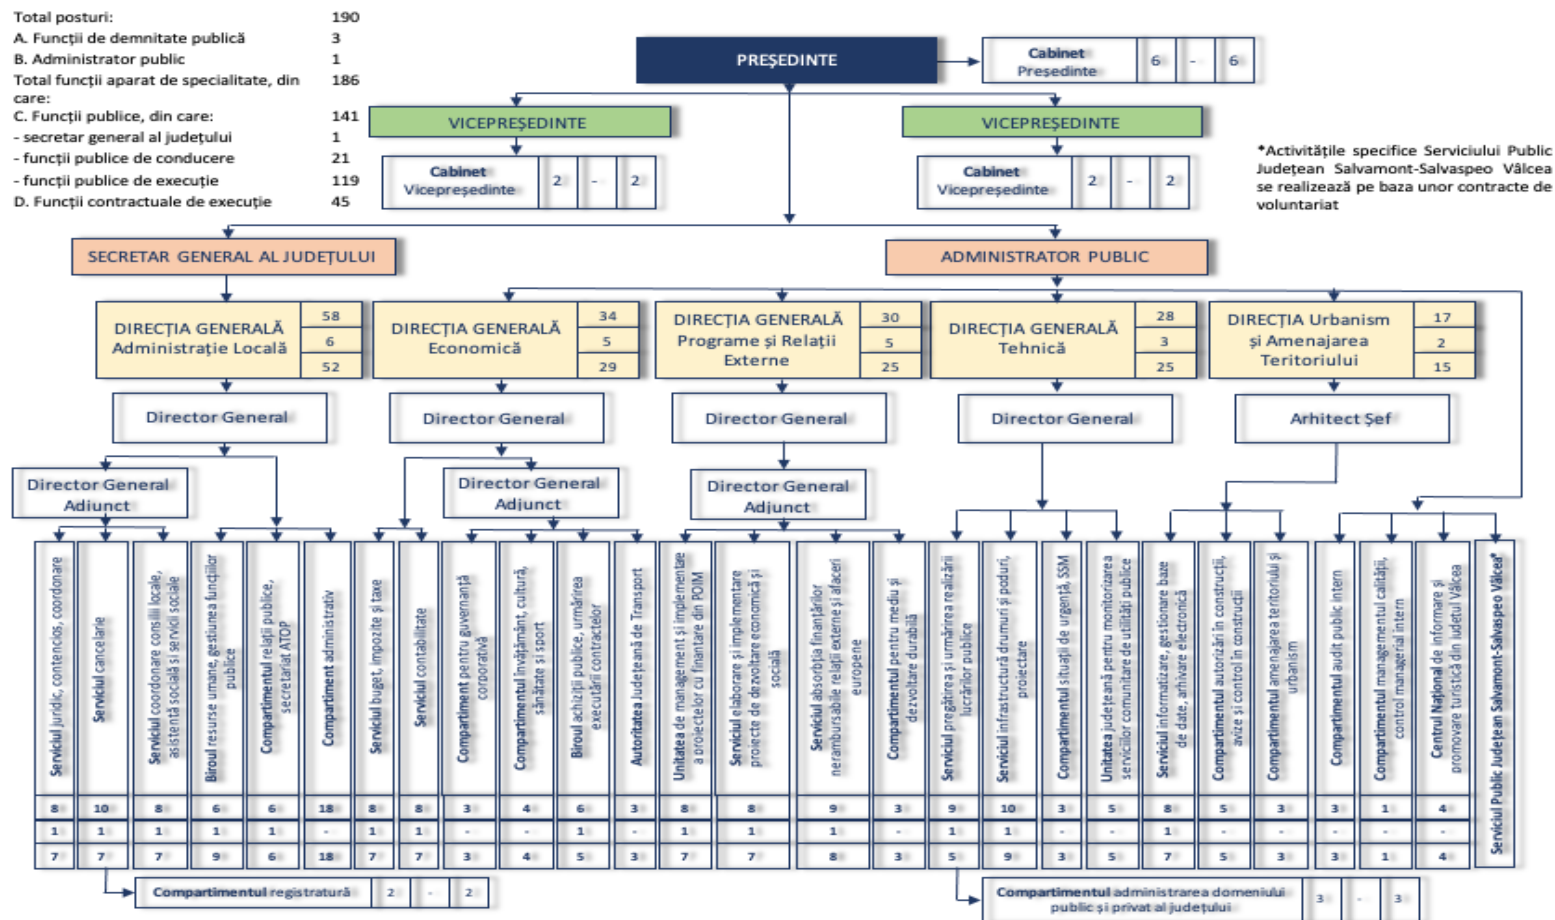 Total posturi: 190
A. Funcții de demnitate publică 3
B. Administrator public 1
Total funcții aparat de specialitate, din 186
care:
C. Funcții publice, din care: 141
- secretar general al județului 1
- funcții publice de conducere 21
- funcții publice de execuție 119
D. Funcții contractuale de execuție 45
PREȘEDINTE
Cabinet
Președinte
6 - 6
VICEPREȘEDINTE
Cabinet
Vicepreședinte
2 - 2
VICEPREȘEDINTE
Cabinet
Vicepreședinte
2 - 2
*Activitățile specifice Serviciului Public
Județean Salvamont-Salvaspeo Vâlcea
se realizează pe baza unor contracte de
voluntariat
SECRETAR GENERAL AL JUDEȚULUI
ADMINISTRATOR PUBLIC
DIRECȚIA GENERALĂ
Administrație Locală
58
6
52
DIRECȚIA GENERALĂ
Economică
34
5
29
DIRECȚIA GENERALĂ
Programe și Relații
Externe
30
5
25
DIRECȚIA GENERALĂ
Tehnică
28
3
25
DIRECȚIA Urbanism
și Amenajarea
Teritoriului
17
2
15
Director General
Director General
Director General
Director General
Arhitect Șef
Director General
Adjunct
Director General
Adjunct
Director General
Adjunct
Serviciul juridic, contencios, coordonare
Serviciul cancelarie
Serviciul coordonare consilii locale,
asistentă socială si servicii sociale
Biroul resurse umane, gestiunea funcțiilor
publice
Compartimentul relații publice,
secretariat ATOP
Compartiment administrativ
Serviciul buget, impozite și taxe
Serviciul contabilitate
Compartiment pentru guvernanță
corporativă
Compartimentul învățământ, cultură,
sănătate si sport
Biroul achiziții publice, urmărirea
executării contractelor
Autoritatea Județeană de Transport
Unitatea de management și implementare
a proiectelor cu finantare din POIM
Serviciul elaborare și implementare
proiecte de dezvoltare economică și
socială
Serviciul absorbția finanțărilor
nerambursabile relații externe și afaceri
europene
Compartimentul pentru mediu și
dezvoltare durabilă
Serviciul pregătirea și urmărirea realizării
lucrărilor publice
Serviciul infrastructură drumuri și poduri,
proiectare
Compartimentul situații de urgență, SSM
Unitatea județeană pentru monitorizarea
serviciilor comunitare de utilități publice
Serviciul informatizare, gestionare baze
de date, arhivare electronică
Compartimentul autorizări în construcții,
avize și control în construcții
Compartimentul amenajarea teritoriului și
urbanism
Compartimentul audit public intern
Compartimentul managementul calității,
control managerial intern
Centrul Național de informare și
promovare turistică din județul Vâlcea
Serviciul Public Județean Salvamont-Salvaspeo Vâlcea*
8 10 8 6 6 18 8 8 3 4 6 3 8 8 9 3 9 10 3 5 8 5 3 3 1 4
1 1 1 1 1 - 1 1 - - 1 - 1 1 1 - 1 1 - - 1 - - - - -
7 7 7 9 6 18 7 7 3 4 5 3 7 7 8 3 5 9 3 5 7 5 3 3 1 4
Compartimentul registratură 2 - 2
Compartimentul administrarea domeniului
public și privat al județului
3 - 3